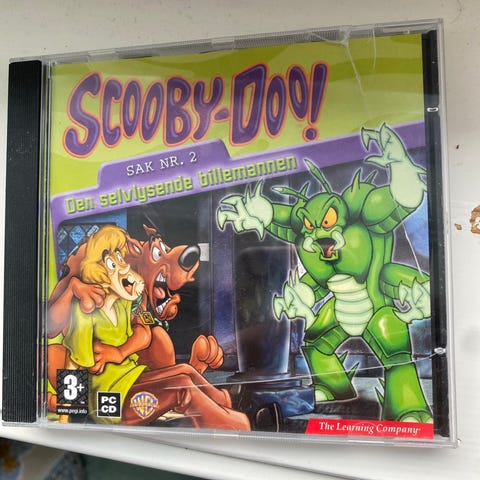 SCOOBY-DOO!
SAK NR. 2
Den selvlysende billemannen
3+
www.pegi.info
PC
CD
WB
The Learning Company